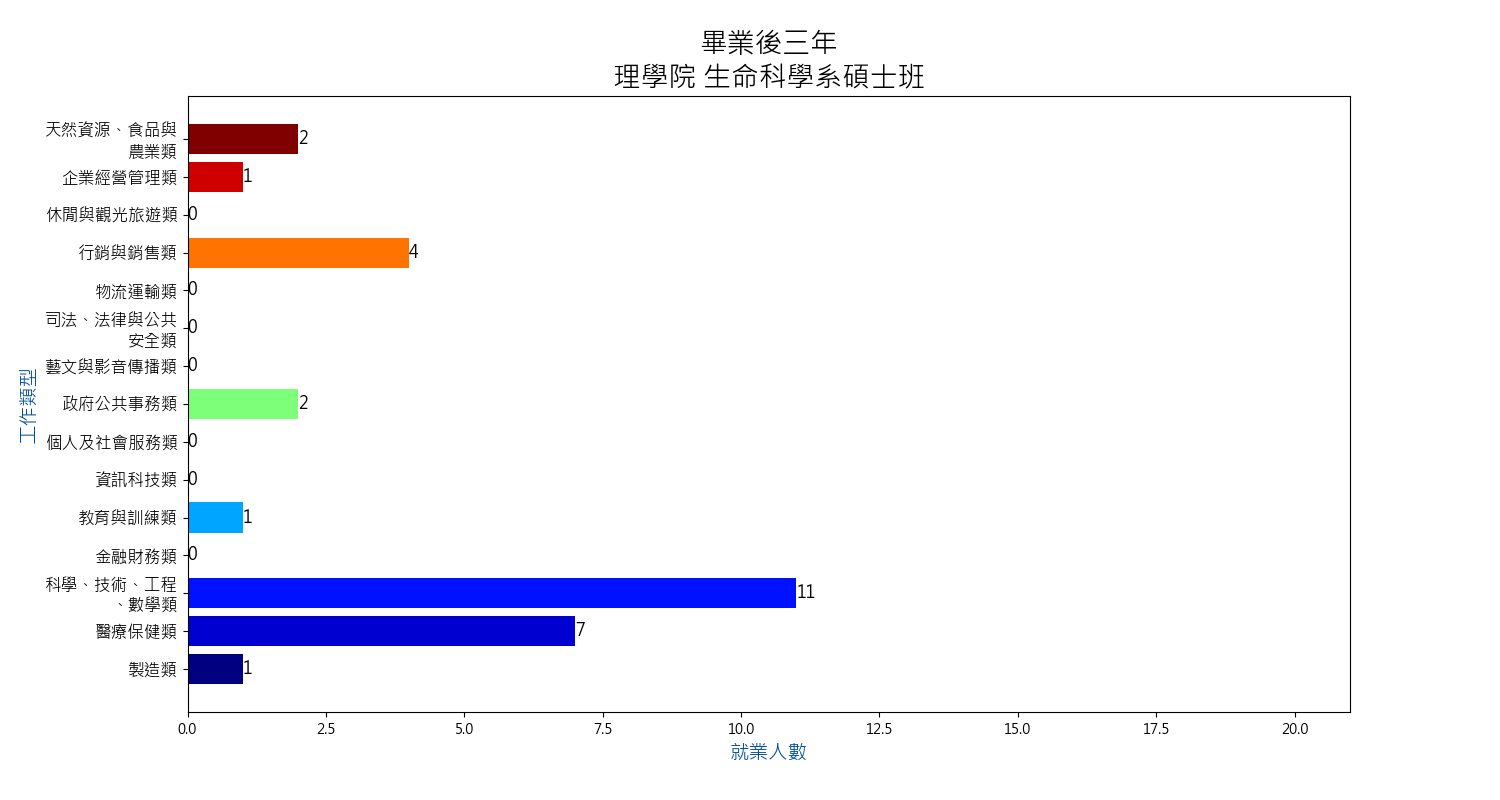 畢業後三年
理學院 生命科學系碩士班
天然資源、食品與
農業類
2
企業經營管理類
1
休閒與觀光旅遊類
0
行銷與銷售類
4
物流運輸類
0
司法、法律與公共
安全類
0
藝文與影音傳播類
0
政府公共事務類
2
個人及社會服務類
0
資訊科技類
0
教育與訓練類
1
金融財務類
0
科學、技術、工程
、數學類
11
醫療保健類
7
製造類
1
工作類型
0.0 2.5 5.0 7.5 10.0 12.5 15.0 17.5 20.0
就業人數